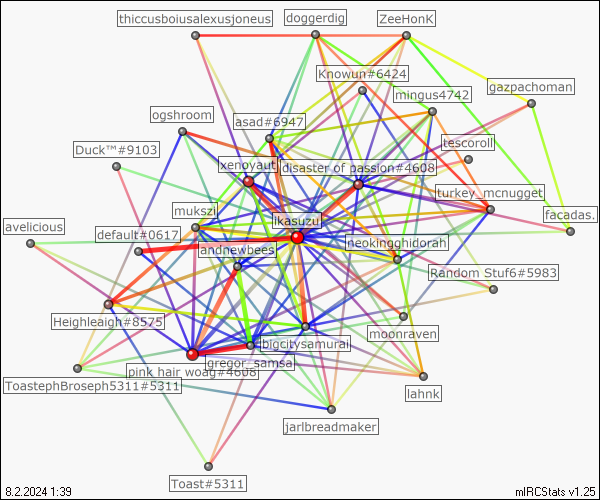 thiccusboiusalexusjoneus
doggerdig
ZeeHonK
Knowun#6424
mingus4742
gazpachoman
ogshroom
asad#6947
tescoroll
Duck™#9103
xenoyaut
disaster of passion#4608
turkey_mcnugget
mukszi
ikasuzu
facadas.
avelicious
default#0617
andnewbees
neokingghidorah
Random Stuf6#5983
Heighleaigh#8575
bigcitysamurai
moonraven
gregor_samsa
pink hair woag#4608
ToastephBroseph5311#5311
lahnk
jarlbreadmaker
Toast#5311
8.2.2024 1:39
mIRCStats v1.25